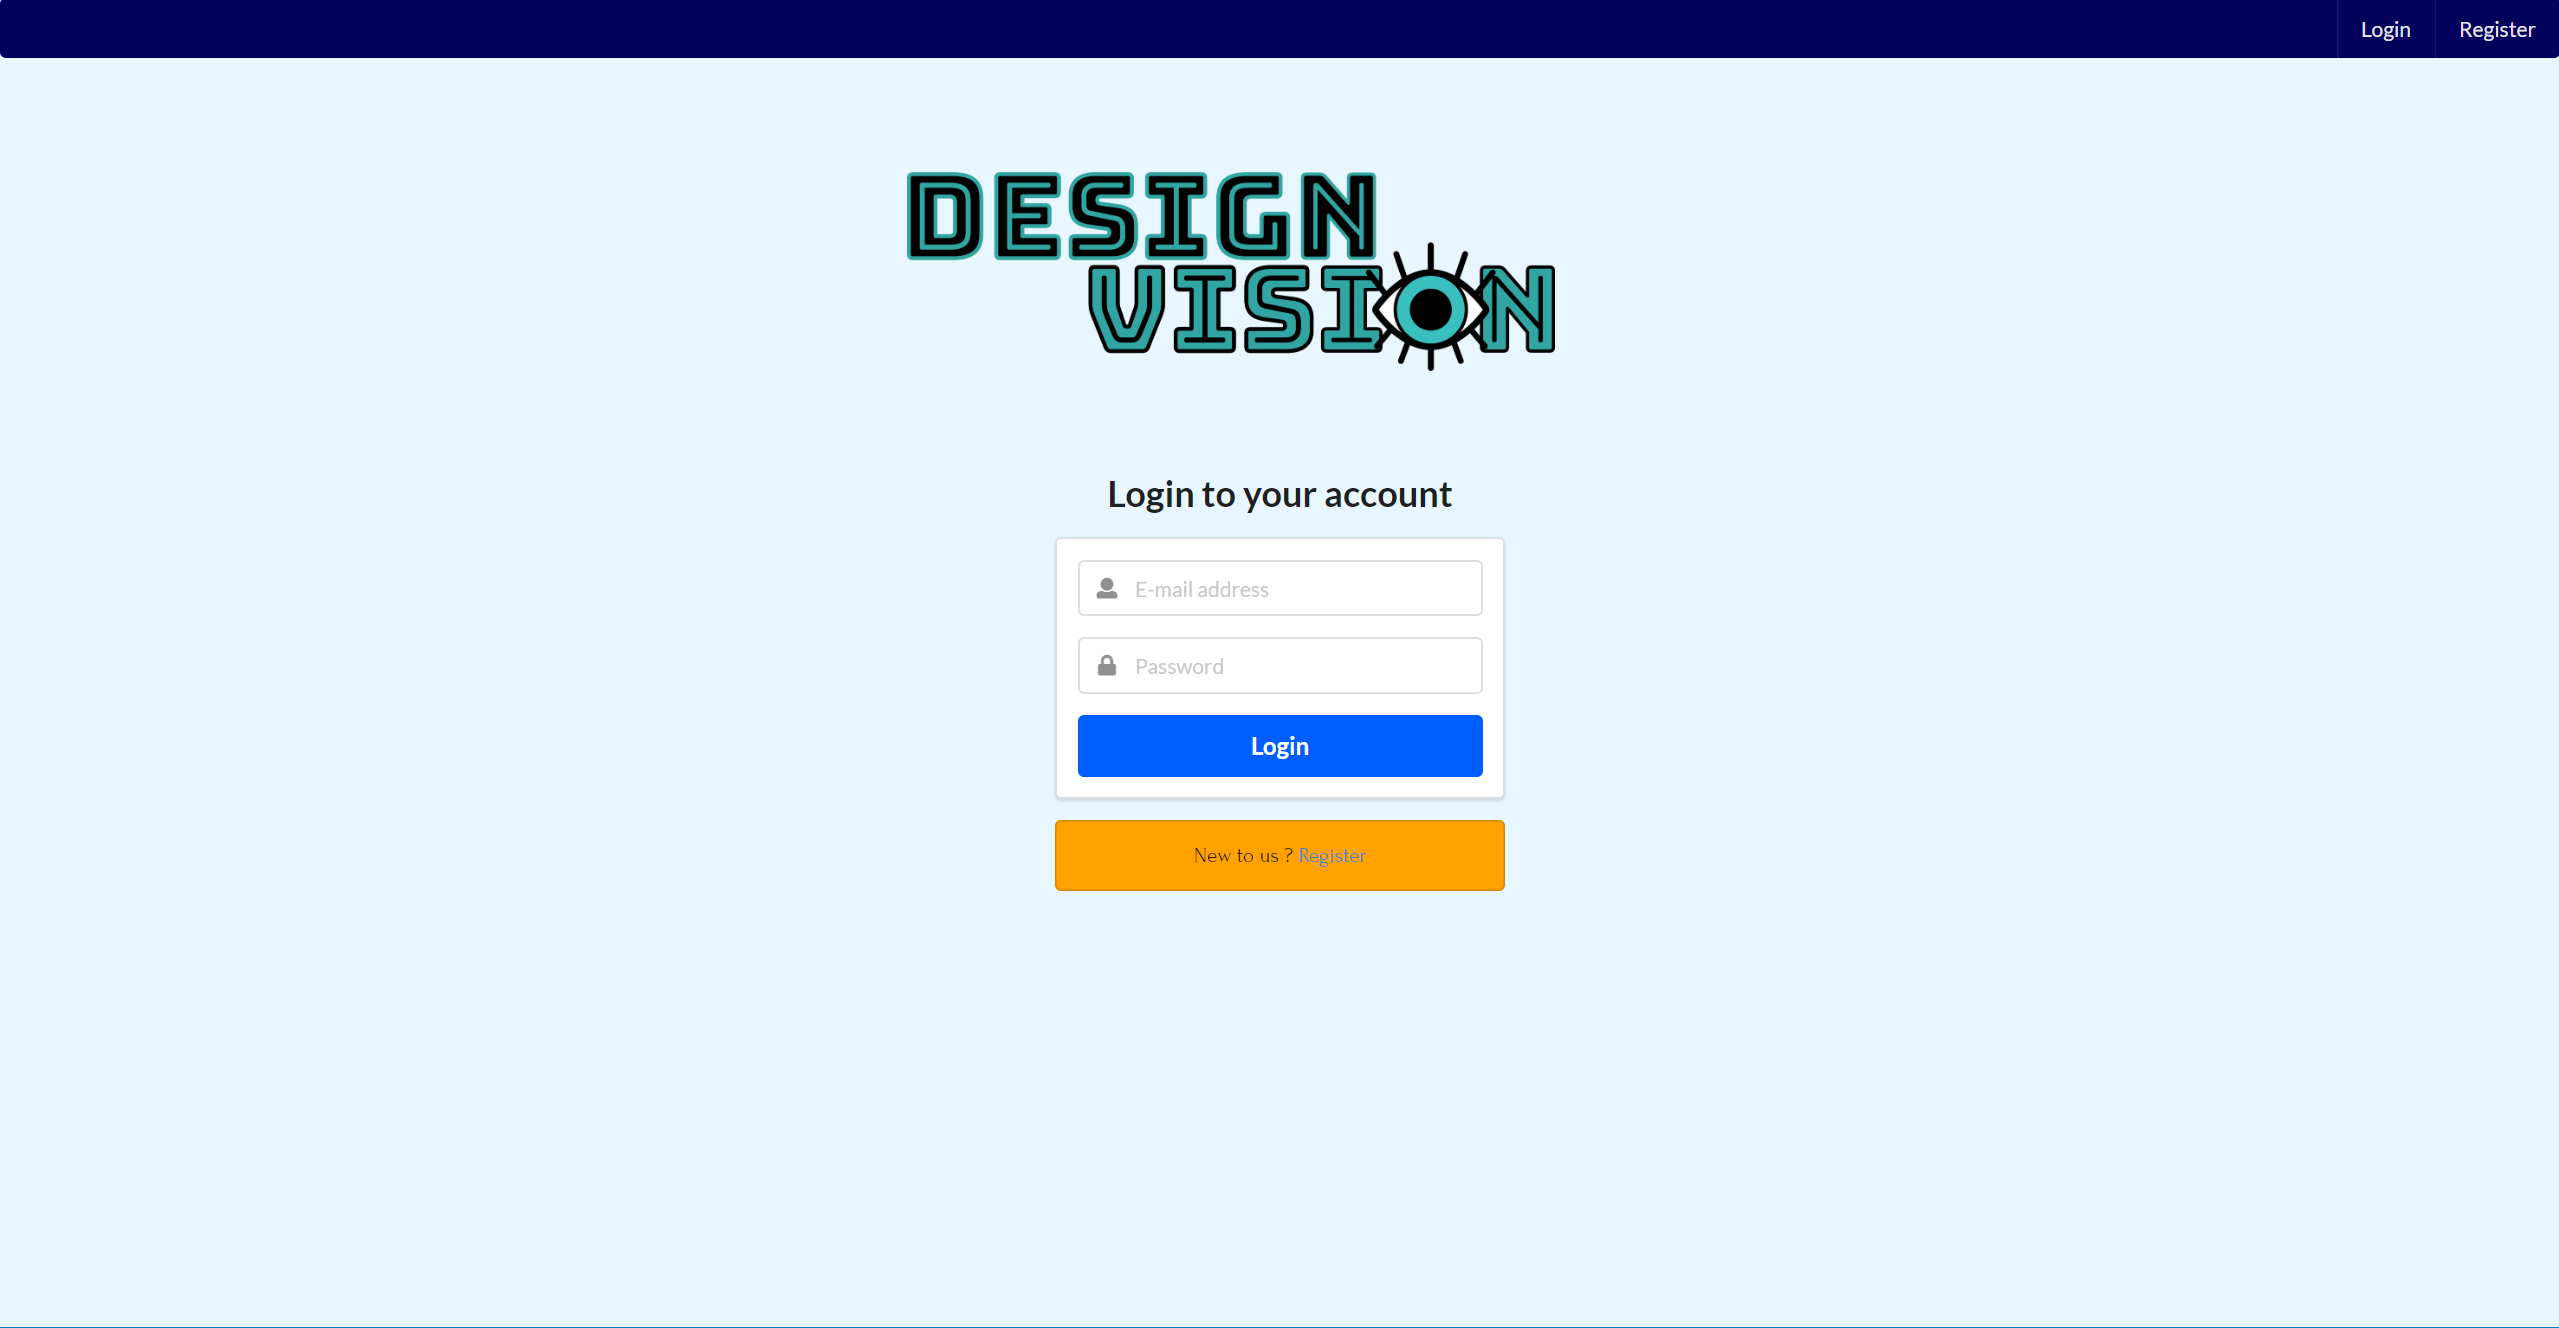 Login Register
DESIGN
VISION
Login to your account
E-mail address
Password
Login
New to us ? Register